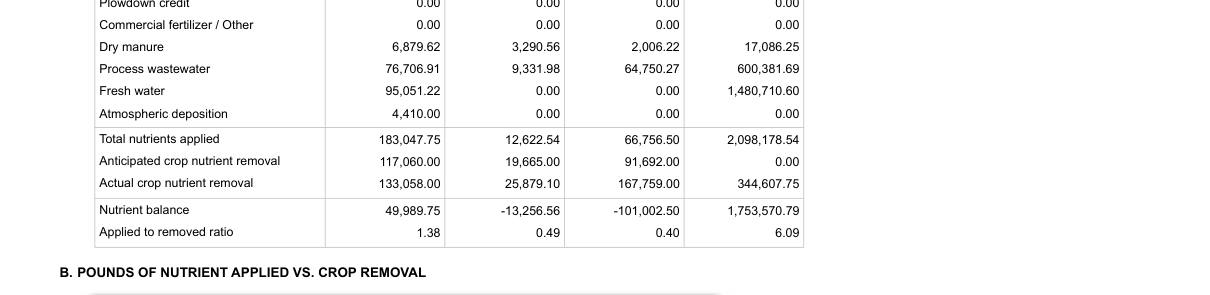 Plowdown credit 0.00 0.00 0.00 0.00
Commercial fertilizer / Other 0.00 0.00 0.00 0.00
Dry manure 6,879.62 3,290.56 2,006.22 17,086.25
Process wastewater 76,706.91 9,331.98 64,750.27 600,381.69
Fresh water 95,051.22 0.00 0.00 1,480,710.60
Atmospheric deposition 4,410.00 0.00 0.00 0.00
Total nutrients applied 183,047.75 12,622.54 66,756.50 2,098,178.54
Anticipated crop nutrient removal 117,060.00 19,665.00 91,692.00 0.00
Actual crop nutrient removal 133,058.00 25,879.10 167,759.00 344,607.75
Nutrient balance 49,989.75 -13,256.56 -101,002.50 1,753,570.79
Applied to removed ratio 1.38 0.49 0.40 6.09
B. POUNDS OF NUTRIENT APPLIED VS. CROP REMOVAL